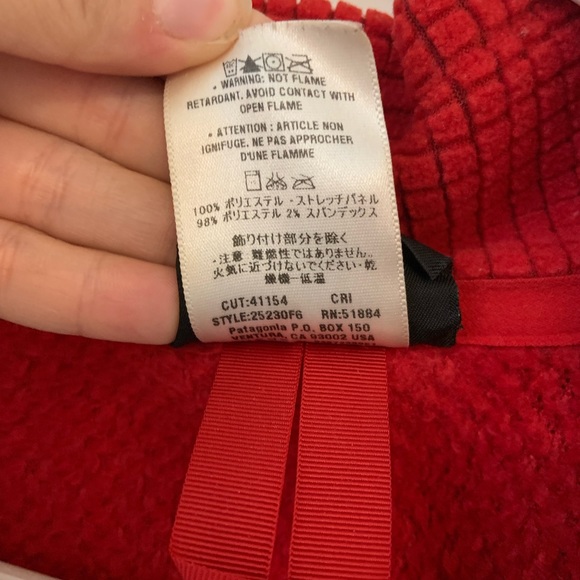 • WARNING: NOT FLAME
RETARDANT. AVOID CONTACT WITH
OPEN FLAME
• ATTENTION : ARTICLE NON
IGNIFUGE, NE PAS APPROCHER
D'UNE FLAMME
100% ポリエステル・ストレッチパネル
98% ポリエステル 2% スパンデックス
飾り付け部分を除く
・注意:難燃性ではありません。
火気に近づけないでください・乾
燥機ー低温
CUT:41154 CRI
STYLE:25230F6 RN:51884
Patagonia P.O. BOX 150
VENTURA, CA 93002 USA